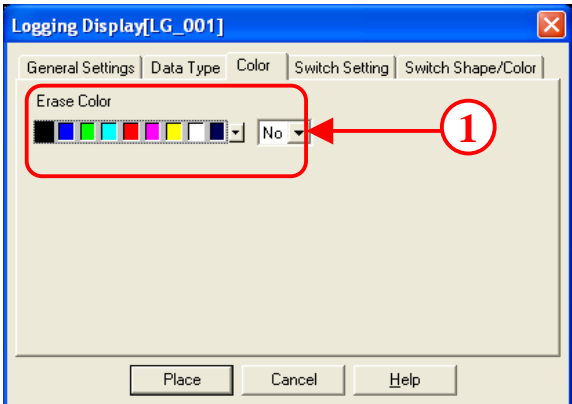 Logging Display[LG_001]
General Settings Data Type Color Switch Setting Switch Shape/Color
Erase Color
No
1
Place Cancel Help